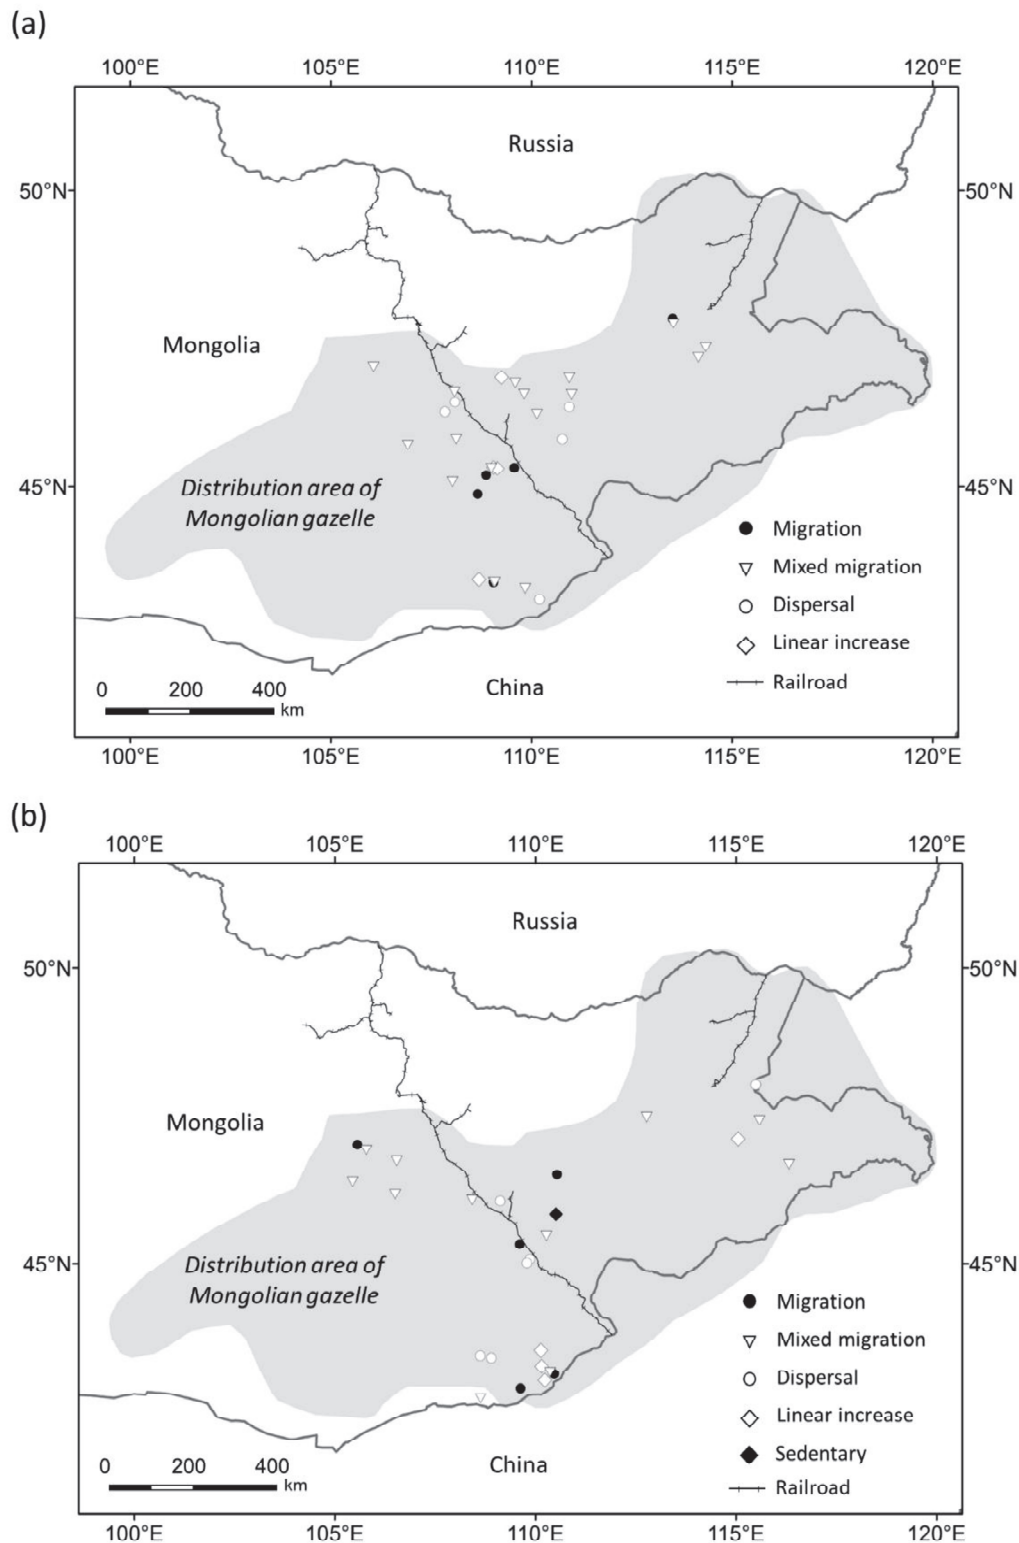 (a)
100°E 105°E 110°E 115°E 120°E
Russia
50°N 50°N
Mongolia
45°N 45°N
Distribution area of
Mongolian gazelle
Migration
Mixed migration
Dispersal
Linear increase
China
Railroad
0 200 400
km
100°E 105°E 110°E 115°E 120°E
(b)
100°E 105°E 110°E 115°E 120°E
Russia
50°N 50°N
Mongolia
45°N 45°N
Distribution area of
Mongolian gazelle
Migration
Mixed migration
Dispersal
Linear increase
Sedentary
China
Railroad
0 200 400
km
100°E 105°E 110°E 115°E 120°E